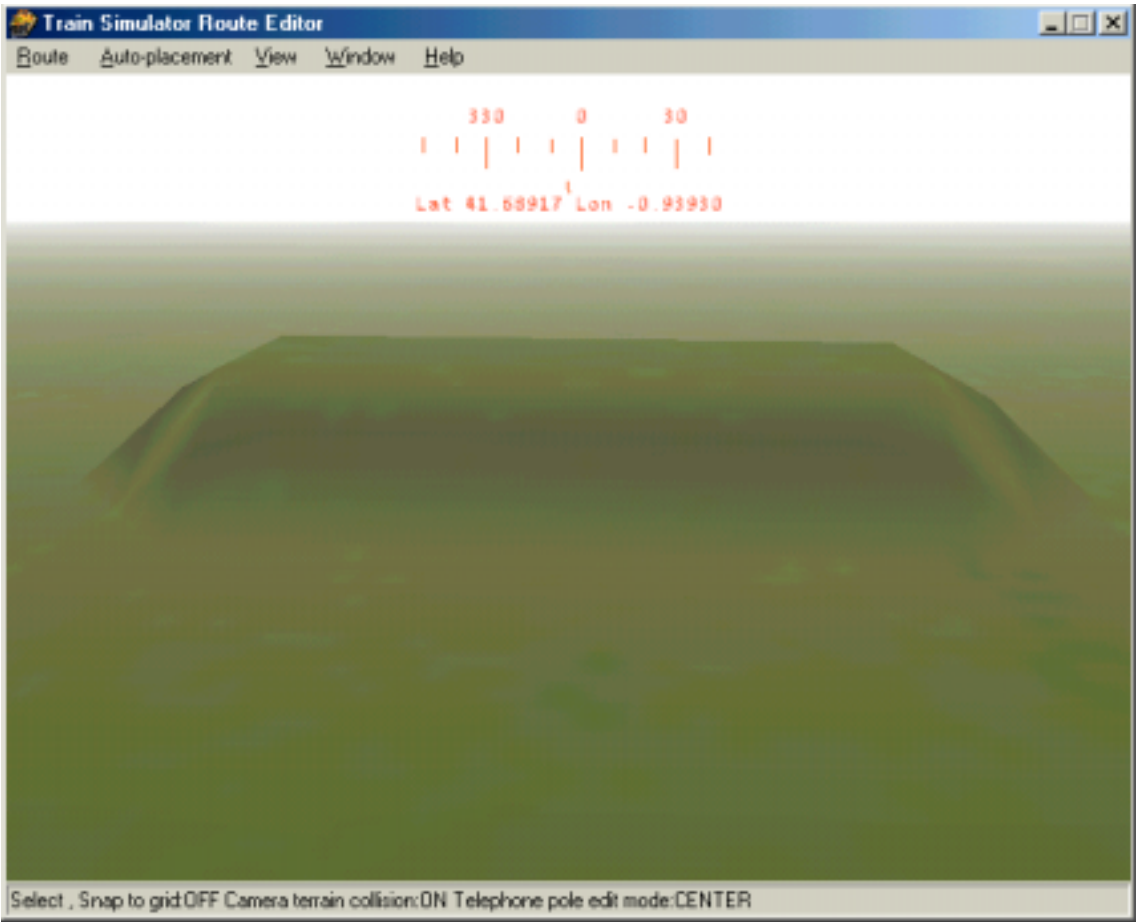 Train Simulator Route Editor
Route Auto-placement View Window Help
330 0 30
Lat 41.68917 Lon -0.93930
Select , Snap to grid:OFF Camera terrain collision:ON Telephone pole edit mode:CENTER